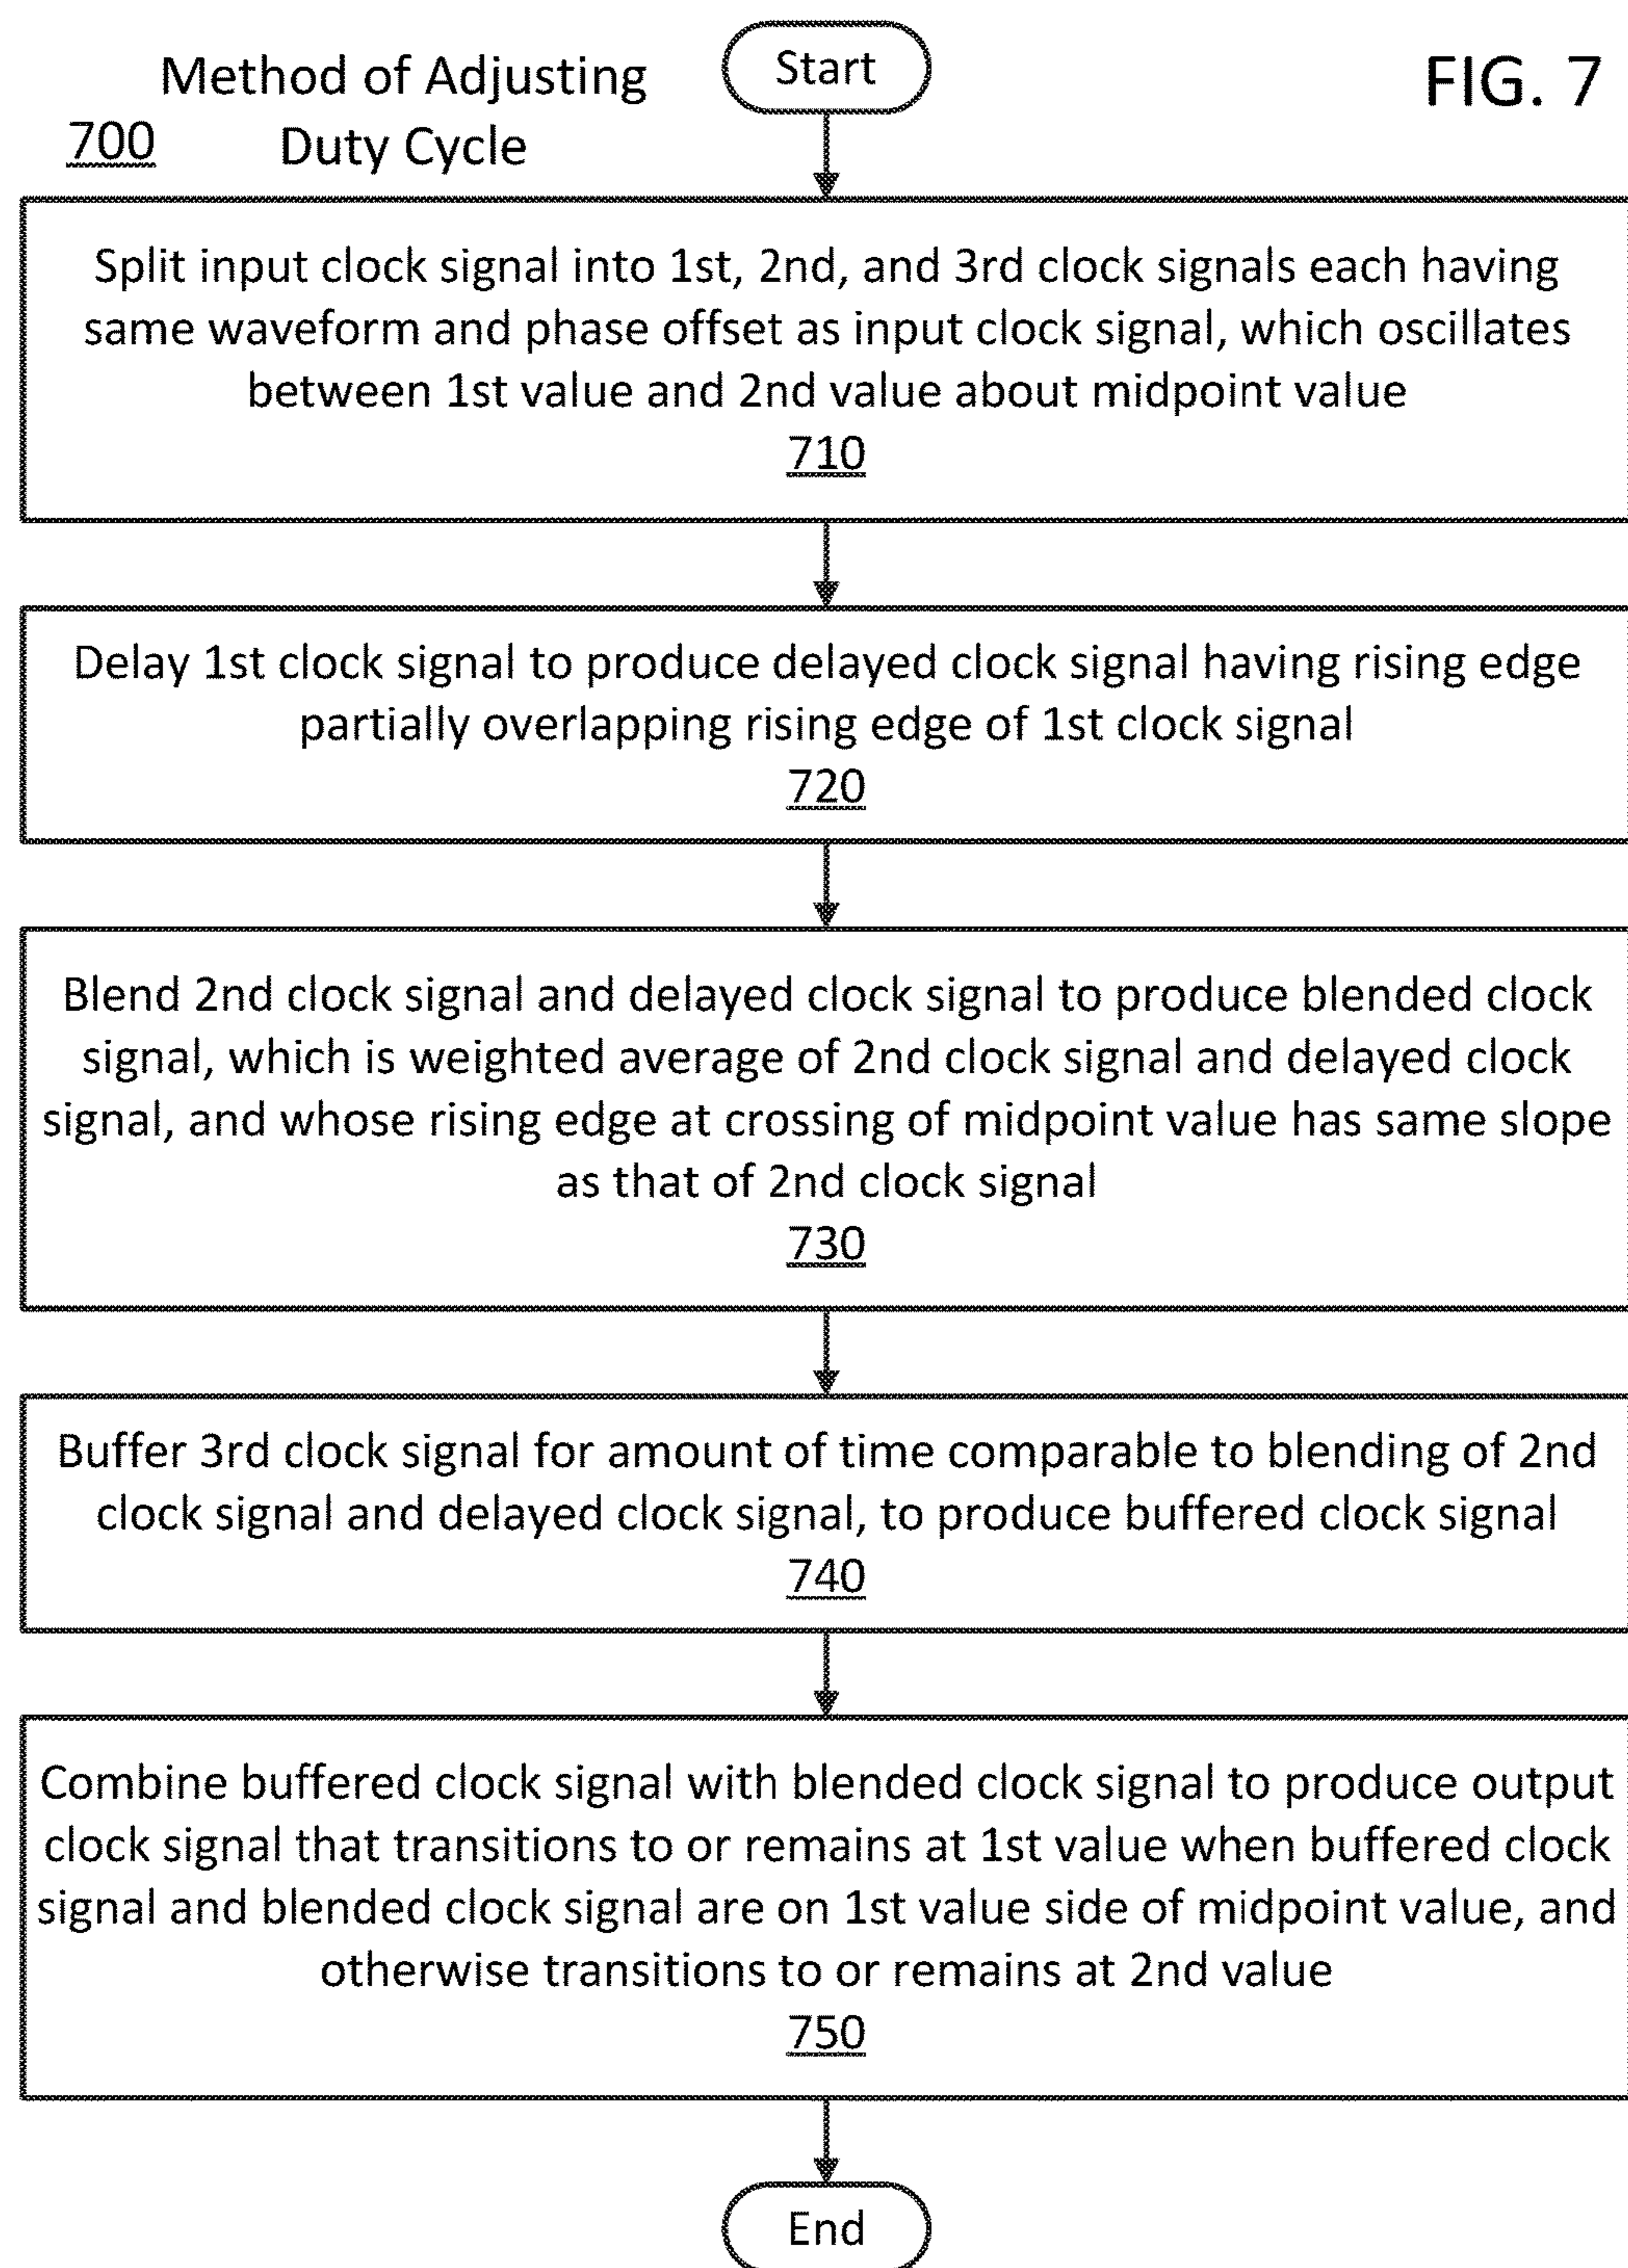 Method of Adjusting
Duty Cycle
700
Start
FIG. 7
Split input clock signal into 1st, 2nd, and 3rd clock signals each having
same waveform and phase offset as input clock signal, which oscillates
between 1st value and 2nd value about midpoint value
710
Delay 1st clock signal to produce delayed clock signal having rising edge
partially overlapping rising edge of 1st clock signal
720
Blend 2nd clock signal and delayed clock signal to produce blended clock
signal, which is weighted average of 2nd clock signal and delayed clock
signal, and whose rising edge at crossing of midpoint value has same slope
as that of 2nd clock signal
730
Buffer 3rd clock signal for amount of time comparable to blending of 2nd
clock signal and delayed clock signal, to produce buffered clock signal
740
Combine buffered clock signal with blended clock signal to produce output
clock signal that transitions to or remains at 1st value when buffered clock
signal and blended clock signal are on 1st value side of midpoint value, and
otherwise transitions to or remains at 2nd value
750
End